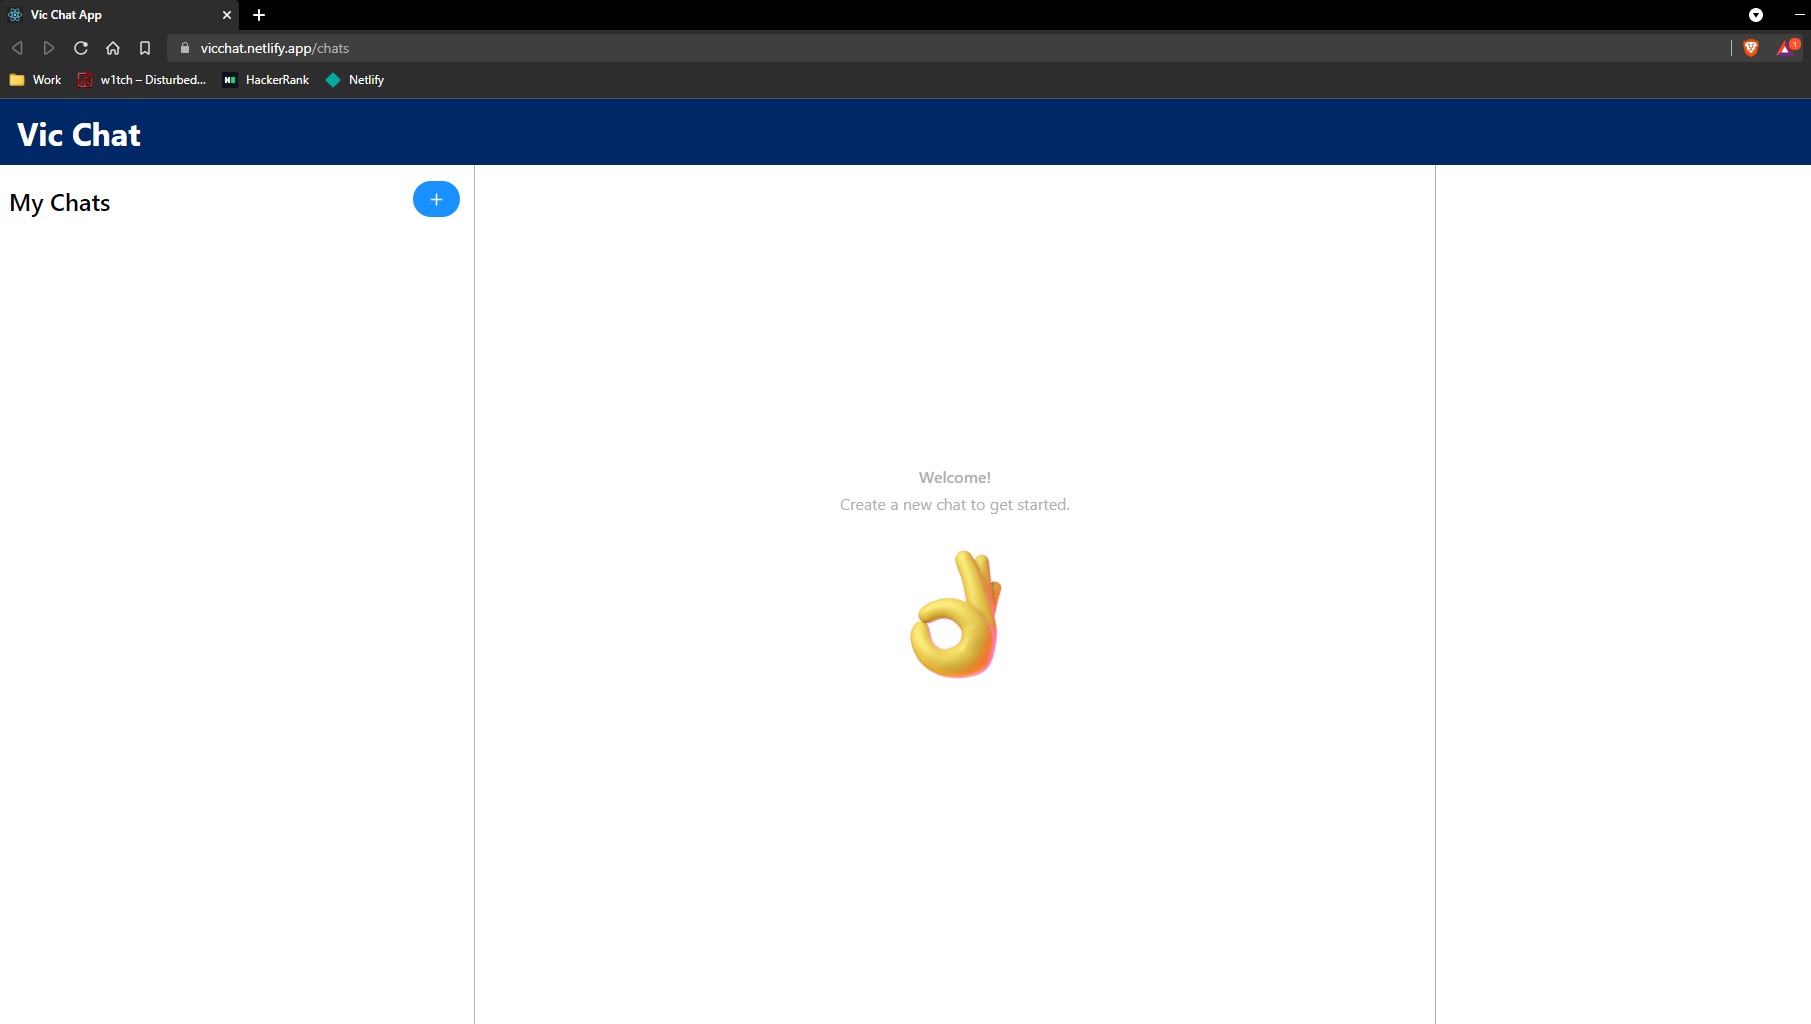 Vic Chat App
vicchat.netlify.app/chats
1
Work
w1tch – Disturbed...
HackerRank
Netlify
Vic Chat
My Chats
Welcome!
Create a new chat to get started.